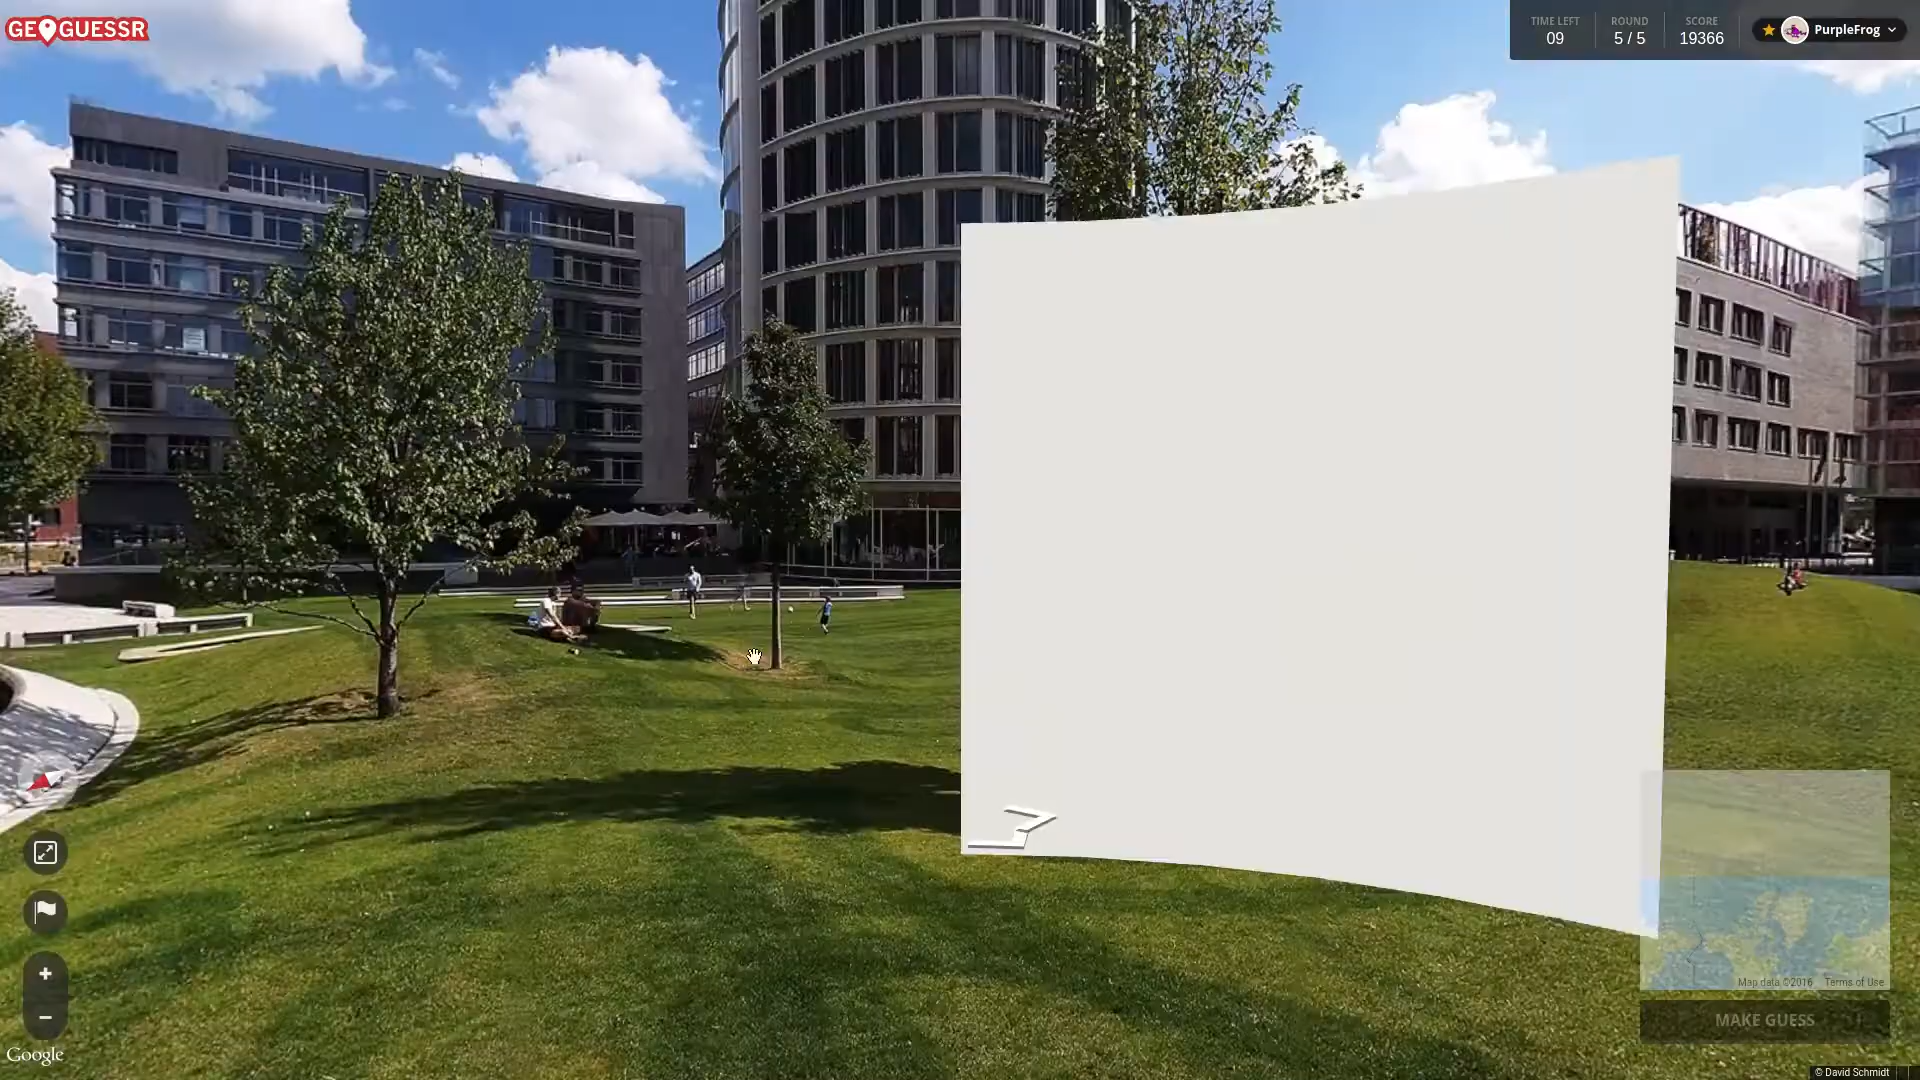 GEOGUESSR
TIME LEFT
09
ROUND
5 / 5
SCORE
19366
PurpleFrog
Map data ©2016
Terms of Use
MAKE GUESS
Google
© David Schmidt